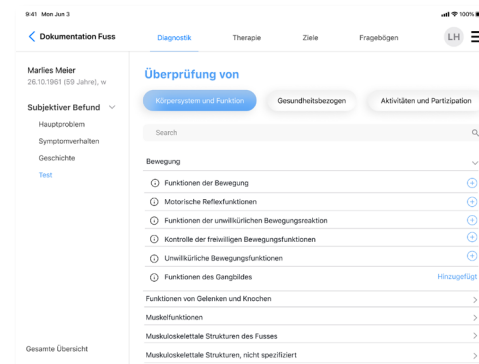 9:41 Mon Jun 3
100%
Dokumentation Fuss
Diagnostik
Therapie
Ziele
Fragebögen
LH
Marlies Meier
26.10.1961 (59 Jahre), w
Subjektiver Befund
Hauptproblem
Symptomverhalten
Geschichte
Test
Gesamte Übersicht
Überprüfung von
Körpersystem und Funktion
Gesundheitsbezogen
Aktivitäten und Partizipation
Search
Bewegung
Funktionen der Bewegung
Motorische Reflexfunktionen
Funktionen der unwillkürlichen Bewegungsreaktion
Kontrolle der freiwilligen Bewegungsfunktionen
Unwillkürliche Bewegungsfunktionen
Funktionen des Gangbildes
Hinzugefügt
Funktionen von Gelenken und Knochen
Muskelfunktionen
Muskuloskelettale Strukturen des Fusses
Muskuloskelettale Strukturen, nicht spezifiziert